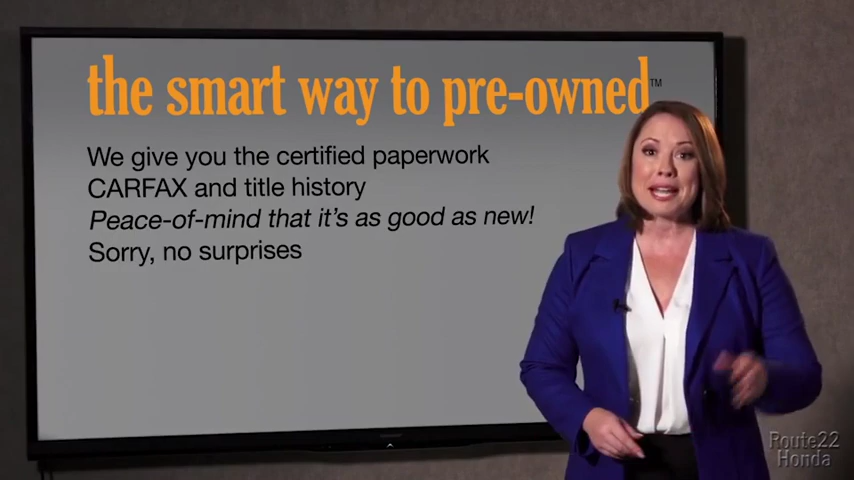 the smart way to pre-owned™
We give you the certified paperwork
CARFAX and title history
Peace-of-mind that it's as good as new!
Sorry, no surprises
Route22
Honda